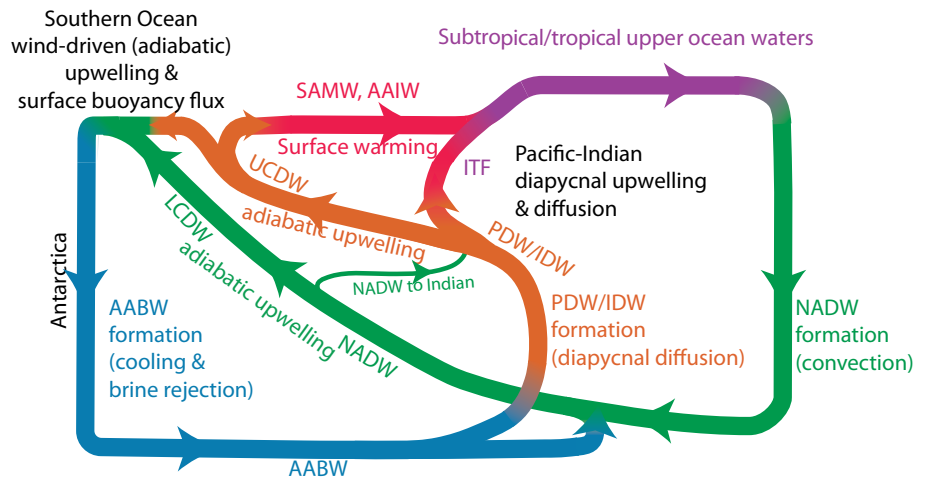 Southern Ocean
wind-driven (adiabatic)
upwelling &
surface buoyancy flux
Subtropical/tropical upper ocean waters
SAMW, AAIW
Surface warming
ITF
Pacific-Indian
diapycnal upwelling
& diffusion
UCDW
adiabatic upwelling
PDW/IDW
LCDW
adiabatic upwelling
NADW to Indian
NADW
Antarctica
AABW
formation
(cooling &
brine rejection)
PDW/IDW
formation
(diapycnal diffusion)
NADW
formation
(convection)
AABW